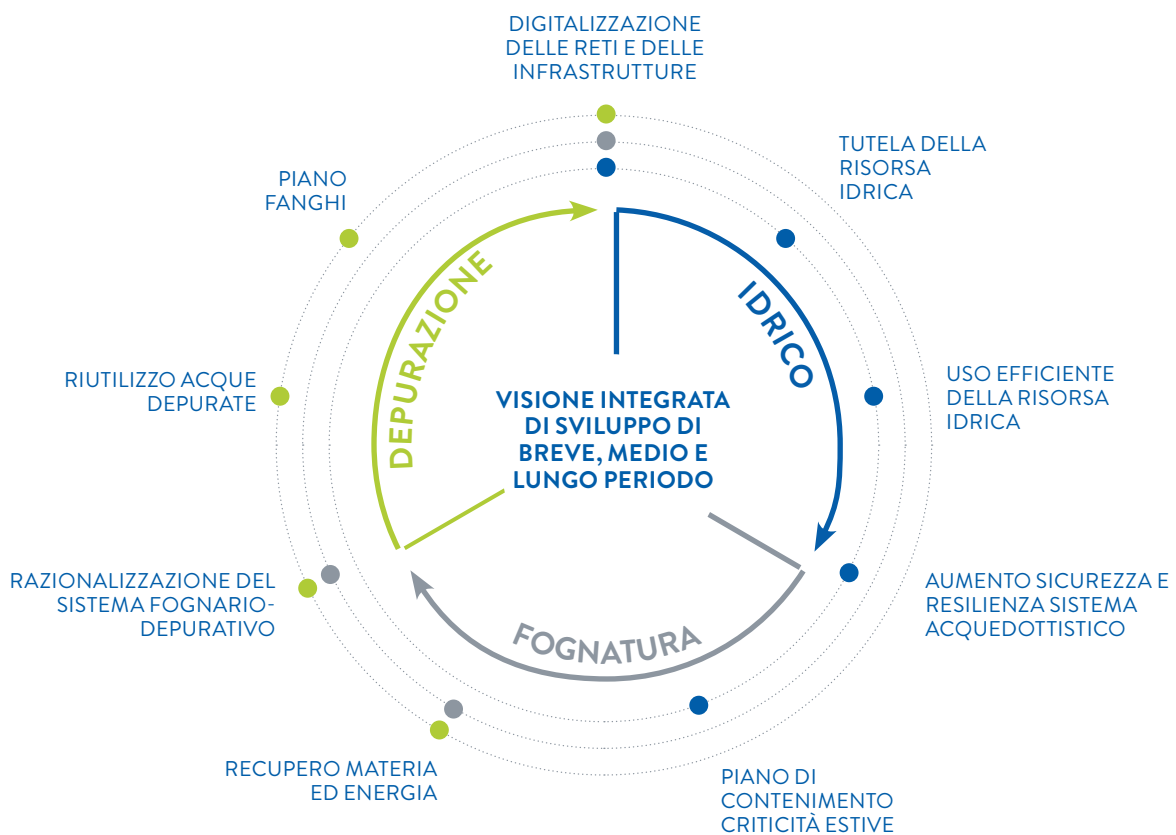 DIGITALIZZAZIONE
DELLE RETI E DELLE
INFRASTRUTTURE
TUTELA DELLA
RISORSA
IDRICA
USO EFFICIENTE
DELLA RISORSA
IDRICA
AUMENTO SICUREZZA E
RESILIENZA SISTEMA
ACQUEDOTTISTICO
PIANO DI
CONTENIMENTO
CRITICITÀ ESTIVE
RECUPERO MATERIA
ED ENERGIA
RAZIONALIZZAZIONE DEL
SISTEMA FOGNARIO-
DEPURATIVO
RIUTILIZZO ACQUE
DEPURATE
PIANO
FANGHI
IDRICO
FOGNATURA
DEPURAZIONE
VISIONE INTEGRATA
DI SVILUPPO DI
BREVE, MEDIO E
LUNGO PERIODO